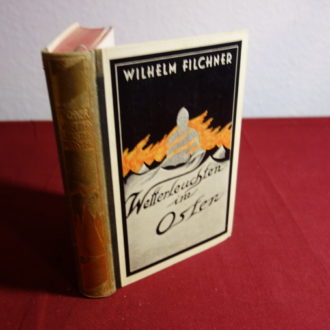 WILHELM FILCHNER
Wetterleuchten
im
Osten